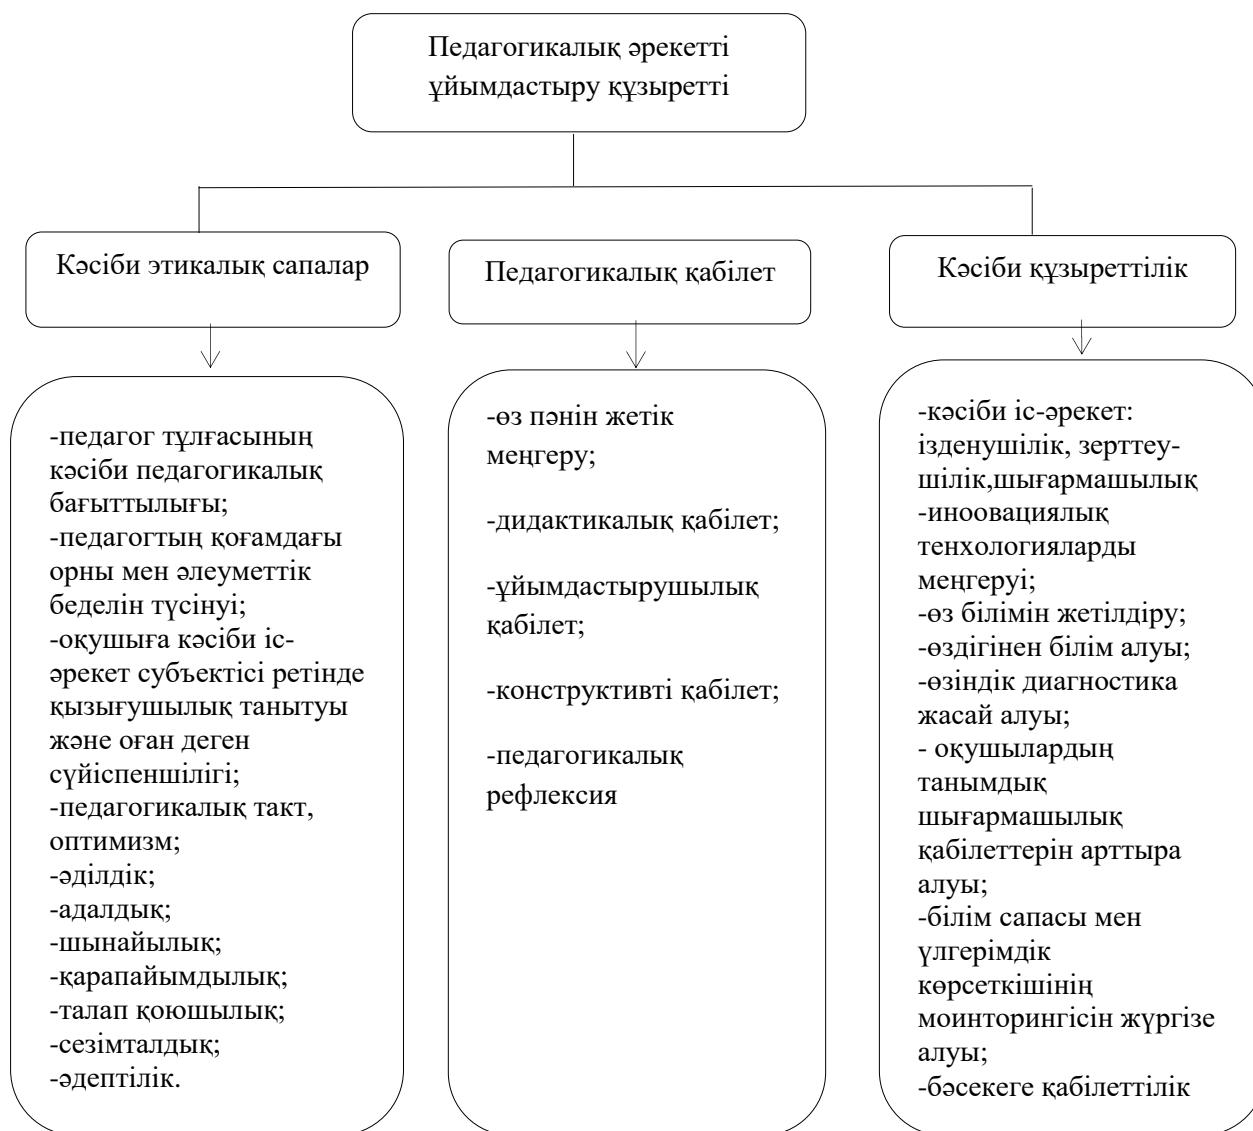 Педагогикалық әрекетті
ұйымдастыру құзыретті
Кәсіби этикалық сапалар
Педагогикалық қабілет
Кәсіби құзыреттілік
-педагог тұлғасының
кәсіби педагогикалық
бағыттылығы;
-педагогтың қоғамдағы
орны мен әлеуметтік
беделін түсінуі;
-оқушыға кәсіби іс-
әрекет субъектісі ретінде
қызығушылық танытуы
және оған деген
сүйіспеншілігі;
-педагогикалық такт,
оптимизм;
-әділдік;
-адалдық;
-шынайылық;
-қарапайымдылық;
-талап қоюшылық;
-сезімталдық;
-әдептілік.
-өз пәнін жетік
меңгеру;
-дидактикалық қабілет;
-ұйымдастырушылық
қабілет;
-конструктивті қабілет;
-педагогикалық
рефлексия
-кәсіби іс-әрекет:
ізденушілік, зерттеу-
шілік,шығармашылық
-иноовациялық
тенхологияларды
меңгеруі;
-өз білімін жетілдіру;
-өздігінен білім алуы;
-өзіндік диагностика
жасай алуы;
- оқушылардың
танымдық
шығармашылық
қабілеттерін арттыра
алуы;
-білім сапасы мен
үлгерімдік
көрсеткішінің
моинторингісін жүргізе
алуы;
-бәсекеге қабілеттілік